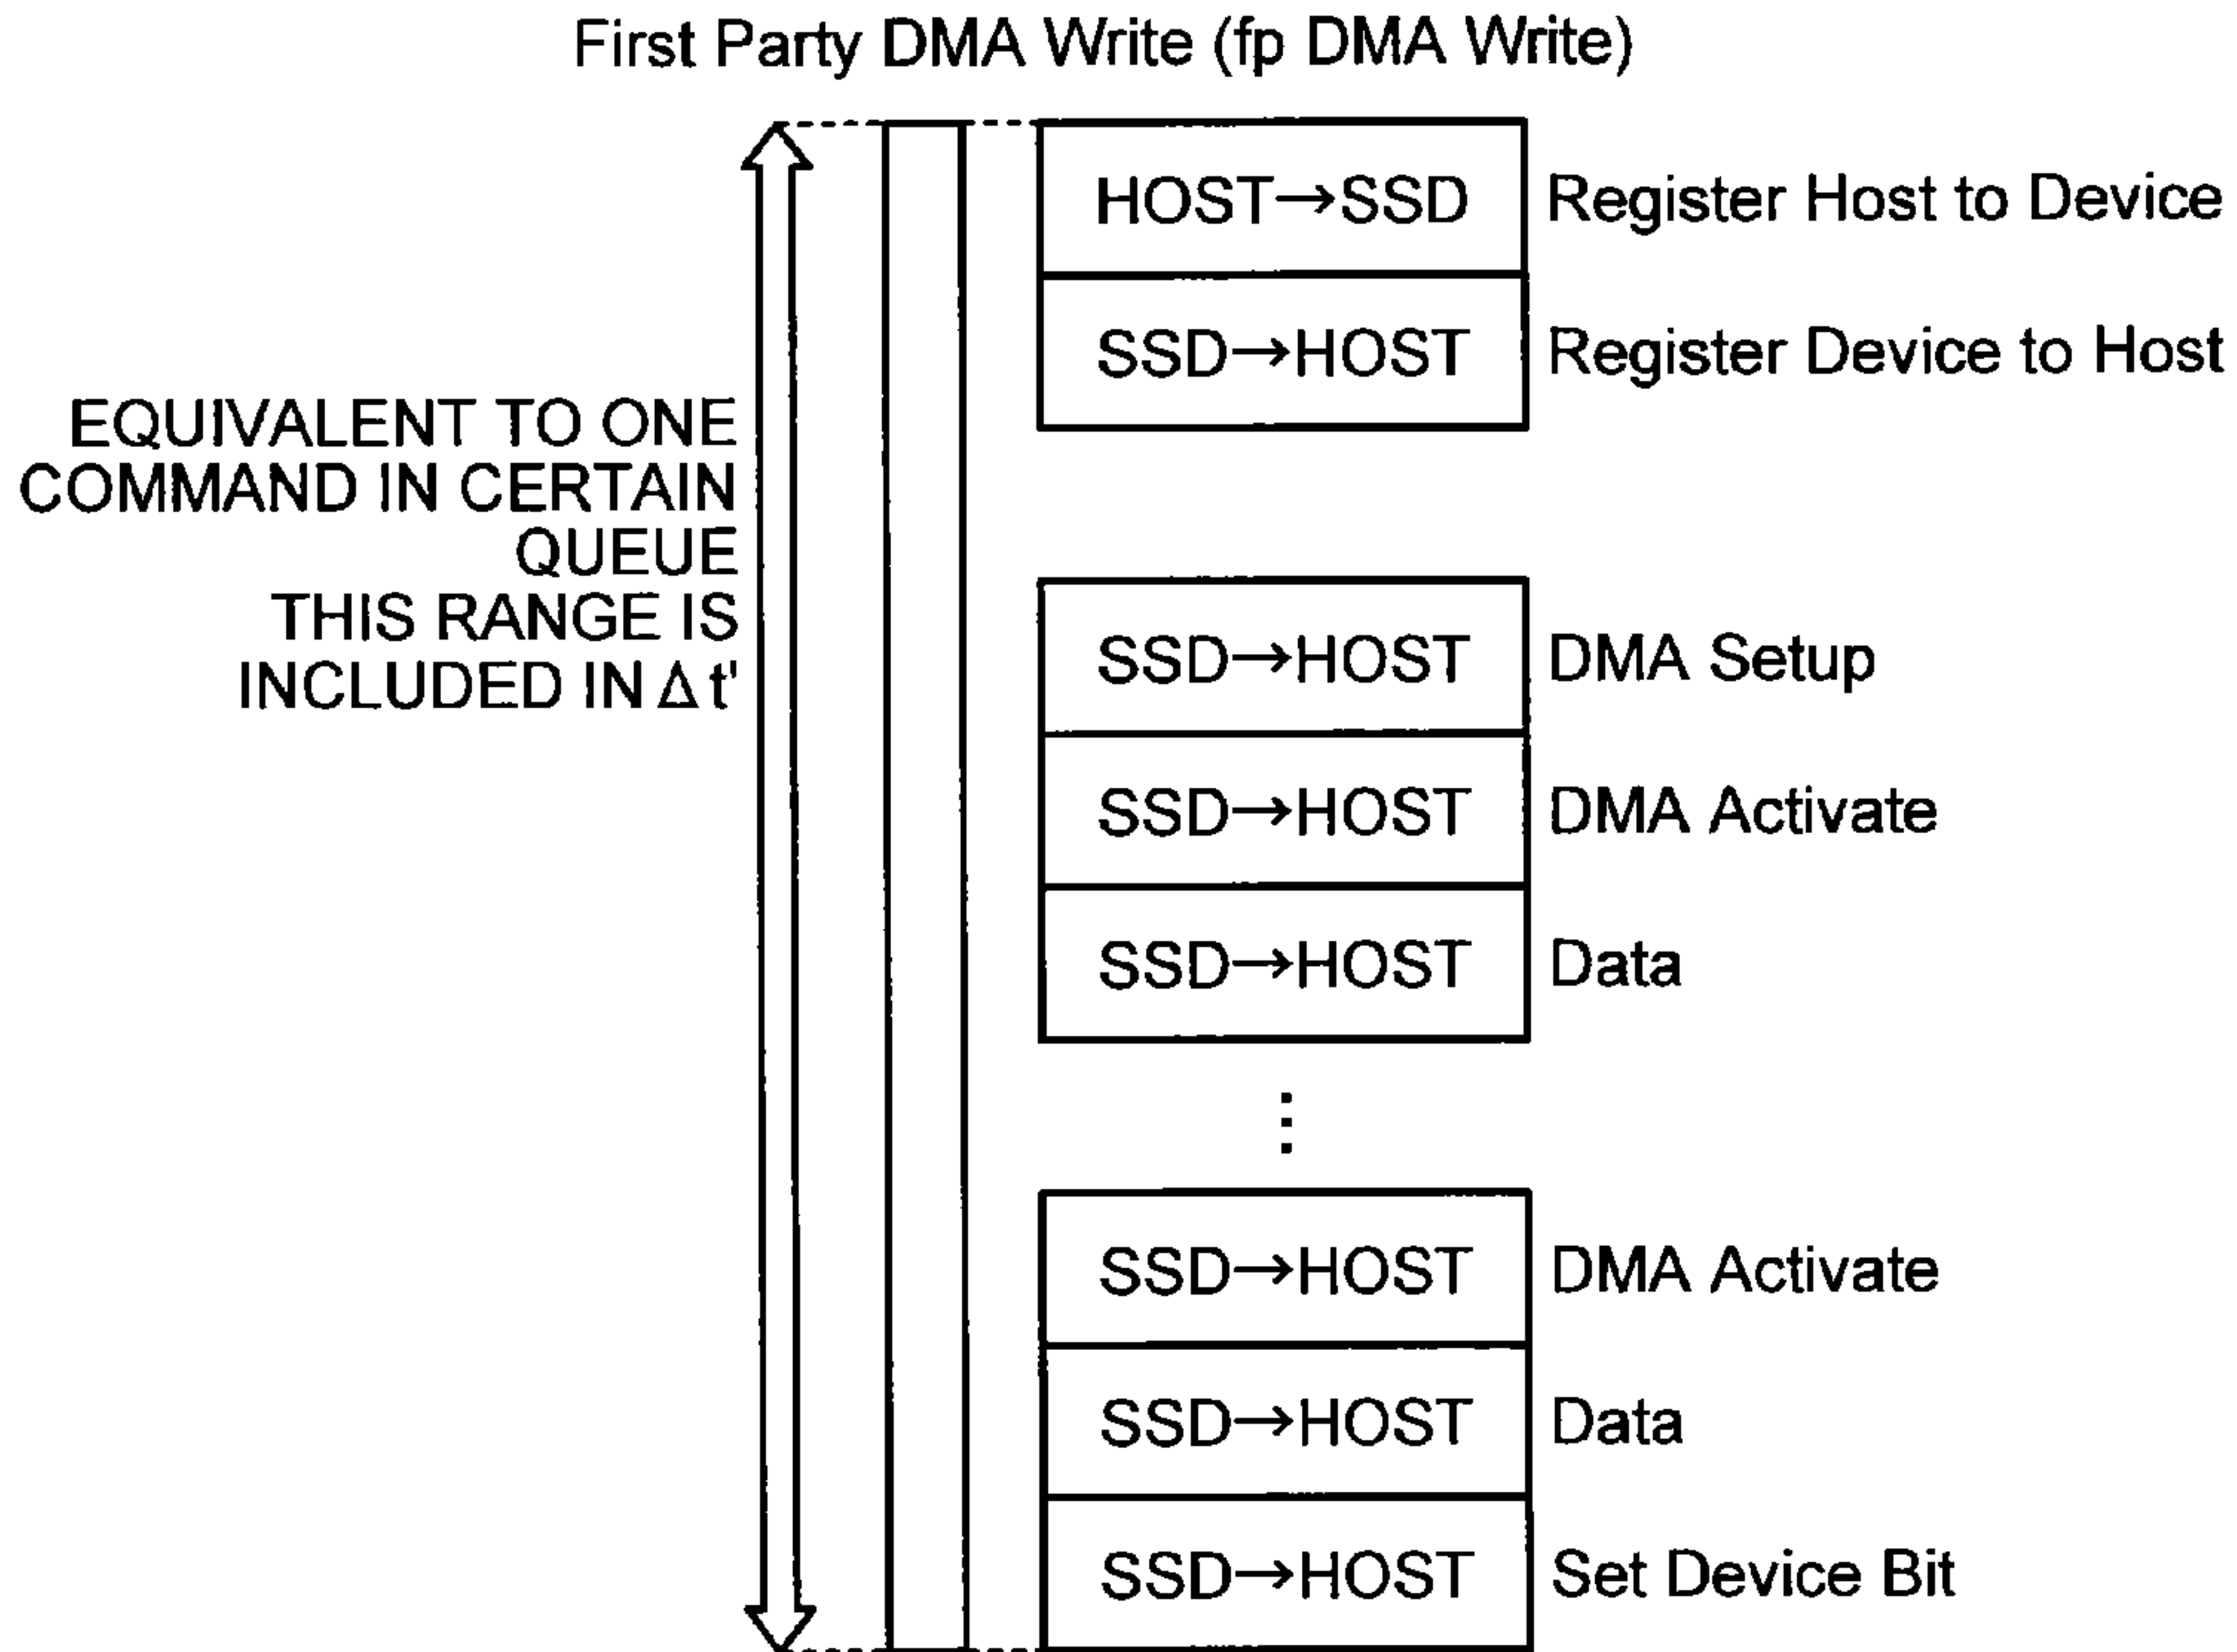 First Party DMA Write (fp DMA Write)
HOST→SSD Register Host to Device
SSD→HOST Register Device to Host
EQUIVALENT TO ONE
COMMAND IN CERTAIN
QUEUE
THIS RANGE IS
INCLUDED IN Δt'
SSD→HOST DMA Setup
SSD→HOST DMA Activate
SSD→HOST Data
⋮
SSD→HOST DMA Activate
SSD→HOST Data
SSD→HOST Set Device Bit